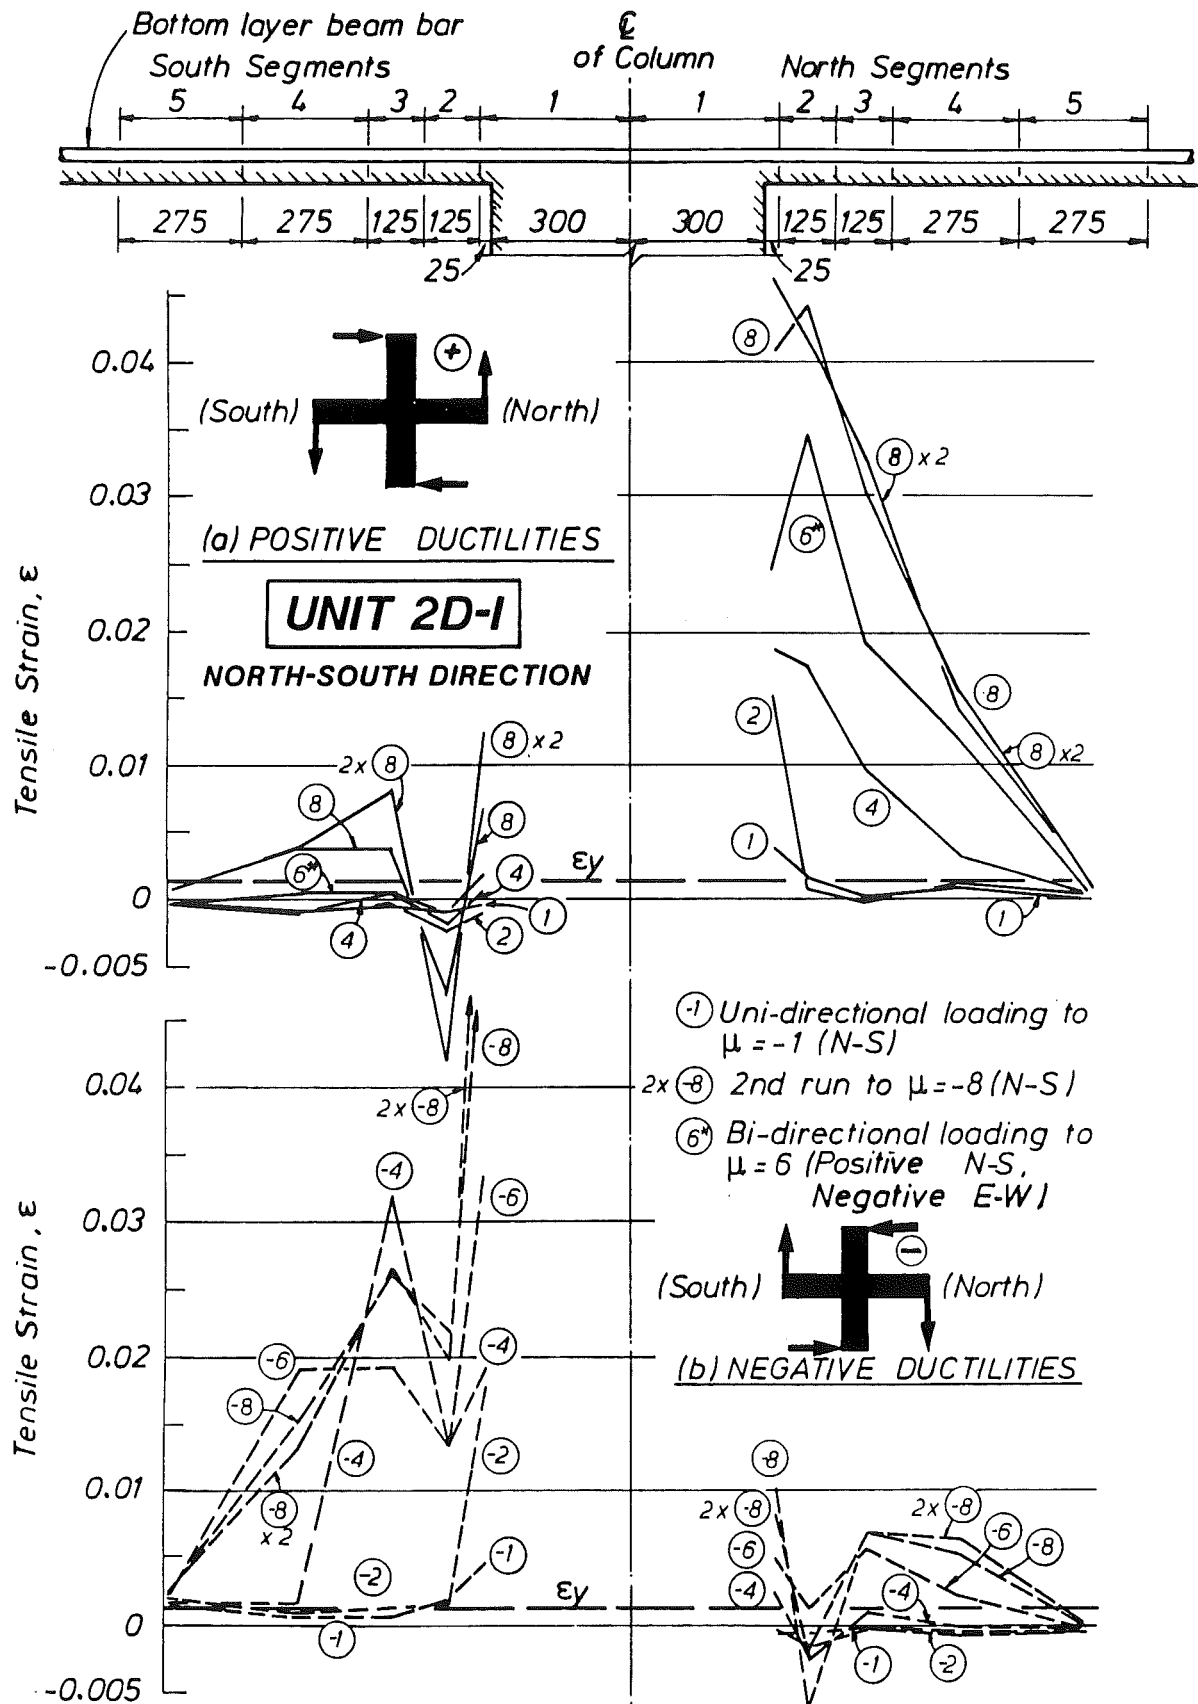 Bottom layer beam bar
South Segments
℄
of Column
North Segments
5 4 3 2 1 1 2 3 4 5
275 275 125 125 300 300 125 125 275 275
25 25
0.04
0.03
0.02
0.01
0
-0.005
Tensile Strain, ε
+
(South) (North)
(a) POSITIVE DUCTILITIES
UNIT 2D-I
NORTH-SOUTH DIRECTION
8
8 x 2
6*
8
8 x2
2
4
1
1
8 x 2
2x 8
8
8
6*
4
4
1
2
εy
-1 Uni-directional loading to
μ = -1 (N-S)
2x -8 2nd run to μ = -8 (N-S)
6* Bi-directional loading to
μ = 6 (Positive N-S,
Negative E-W)
−
(South) (North)
(b) NEGATIVE DUCTILITIES
0.04
0.03
0.02
0.01
0
-0.005
Tensile Strain, ε
-8
2x -8
-4
-6
-6
-4
-8
-4
-2
-8
x2
-2
-1
-1
εy
-8
2x -8
2x -8
-6
-6
-8
-4
-4
-1
-2